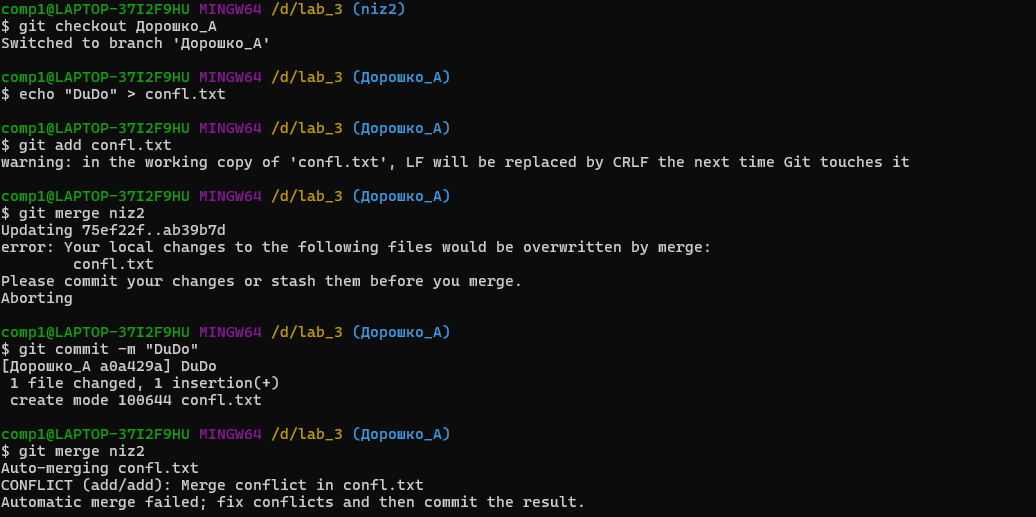 comp1@LAPTOP-37I2F9HU MINGW64 /d/lab_3 (niz2)
$ git checkout Дорошко_А
Switched to branch 'Дорошко_А'
comp1@LAPTOP-37I2F9HU MINGW64 /d/lab_3 (Дорошко_А)
$ echo "DuDo" > confl.txt
comp1@LAPTOP-37I2F9HU MINGW64 /d/lab_3 (Дорошко_А)
$ git add confl.txt
warning: in the working copy of 'confl.txt', LF will be replaced by CRLF the next time Git touches it
comp1@LAPTOP-37I2F9HU MINGW64 /d/lab_3 (Дорошко_А)
$ git merge niz2
Updating 75ef22f..ab39b7d
error: Your local changes to the following files would be overwritten by merge:
        confl.txt
Please commit your changes or stash them before you merge.
Aborting
comp1@LAPTOP-37I2F9HU MINGW64 /d/lab_3 (Дорошко_А)
$ git commit -m "DuDo"
[Дорошко_А a0a429a] DuDo
 1 file changed, 1 insertion(+)
 create mode 100644 confl.txt
comp1@LAPTOP-37I2F9HU MINGW64 /d/lab_3 (Дорошко_А)
$ git merge niz2
Auto-merging confl.txt
CONFLICT (add/add): Merge conflict in confl.txt
Automatic merge failed; fix conflicts and then commit the result.